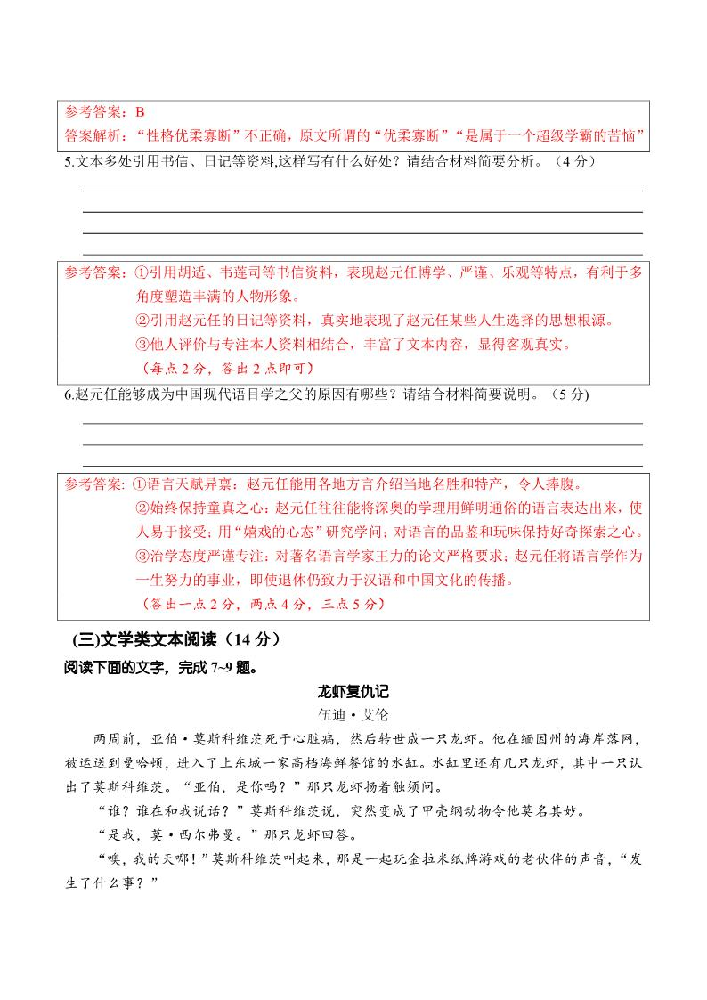 参考答案：B
答案解析：“性格优柔寡断”不正确，原文所谓的“优柔寡断”“是属于一个超级学霸的苦恼”
5.文本多处引用书信、日记等资料,这样写有什么好处？请结合材料简要分析。（4 分）
参考答案：①引用胡适、韦莲司等书信资料，表现赵元任博学、严谨、乐观等特点，有利于多
角度塑造丰满的人物形象。
②引用赵元任的日记等资料，真实地表现了赵元任某些人生选择的思想根源。
③他人评价与专注本人资料相结合，丰富了文本内容，显得客观真实。
（每点 2 分，答出 2 点即可）
6.赵元任能够成为中国现代语目学之父的原因有哪些？请结合材料简要说明。（5 分)
参考答案: ①语言天赋异禀：赵元任能用各地方言介绍当地名胜和特产，令人捧腹。
②始终保持童真之心：赵元任往往能将深奥的学理用鲜明通俗的语言表达出来，使
人易于接受；用“嬉戏的心态”研究学问；对语言的品鉴和玩味保持好奇探索之心。
③治学态度严谨专注：对著名语言学家王力的论文严格要求；赵元任将语言学作为
一生努力的事业，即使退休仍致力于汉语和中国文化的传播。
（答出一点 2 分，两点 4 分，三点 5 分）
(三)文学类文本阅读（14 分）
阅读下面的文字，完成 7~9 题。
龙虾复仇记
伍迪·艾伦
两周前，亚伯·莫斯科维茨死于心脏病，然后转世成一只龙虾。他在缅因州的海岸落网，
被运送到曼哈顿，进入了上东城一家高档海鲜餐馆的水缸。水缸里还有几只龙虾，其中一只认
出了莫斯科维茨。“亚伯，是你吗？”那只龙虾扬着触须问。
“谁？谁在和我说话？”莫斯科维茨说，突然变成了甲壳纲动物令他莫名其妙。
“是我，莫·西尔弗曼。”那只龙虾回答。
“噢，我的天哪！”莫斯科维茨叫起来，那是一起玩金拉米纸牌游戏的老伙伴的声音，“发
生了什么事？”